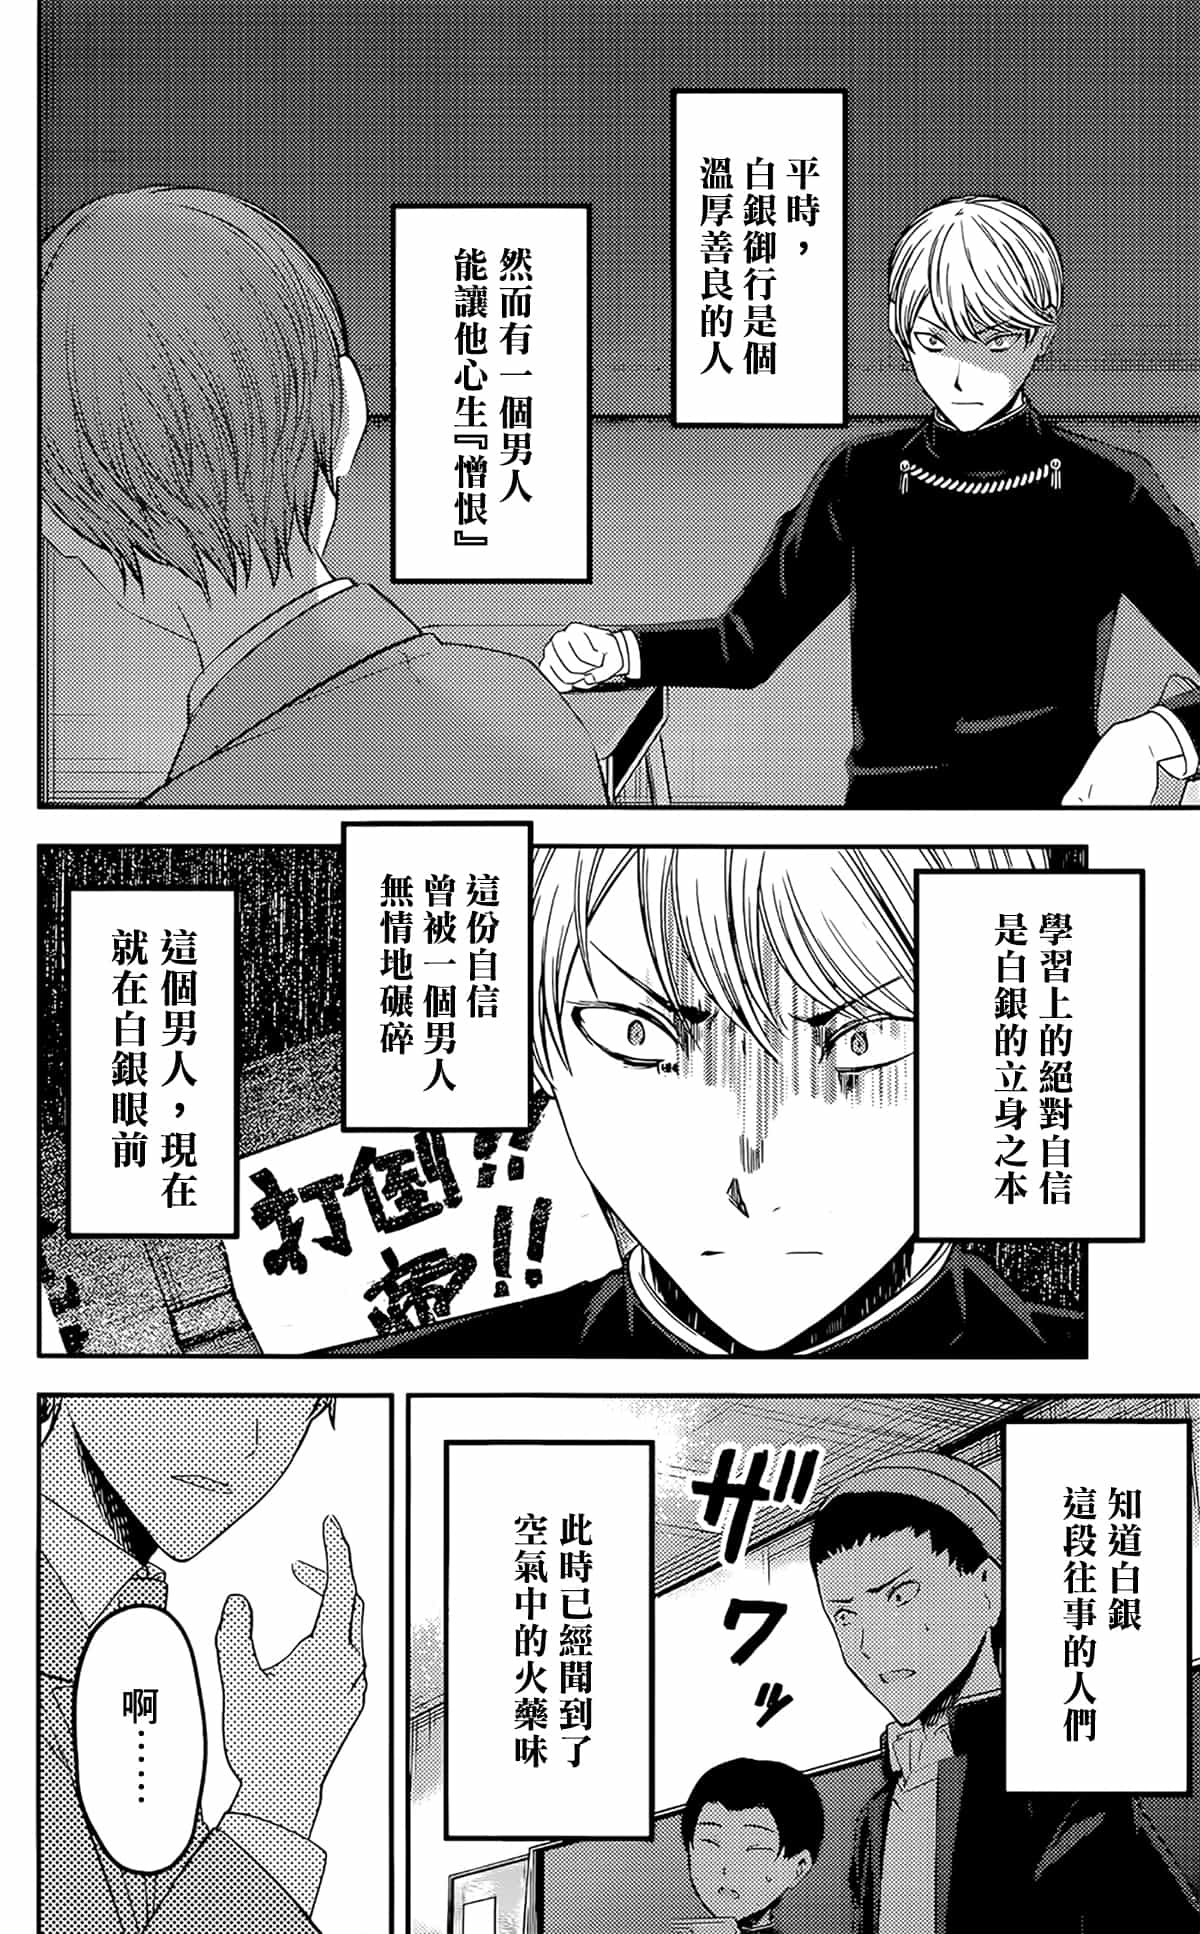 平時，
白銀御行是個
溫厚善良的人
然而有一個男人
能讓他心生『憎恨』
學習上的絕對自信
是白銀的立身之本
這份自信
曾被一個男人
無情地碾碎
這個男人，現在
就在白銀眼前
打倒!!
帝!!
知道白銀
這段往事的人們
ザワッ
此時已經聞到了
空氣中的火藥味
啊……